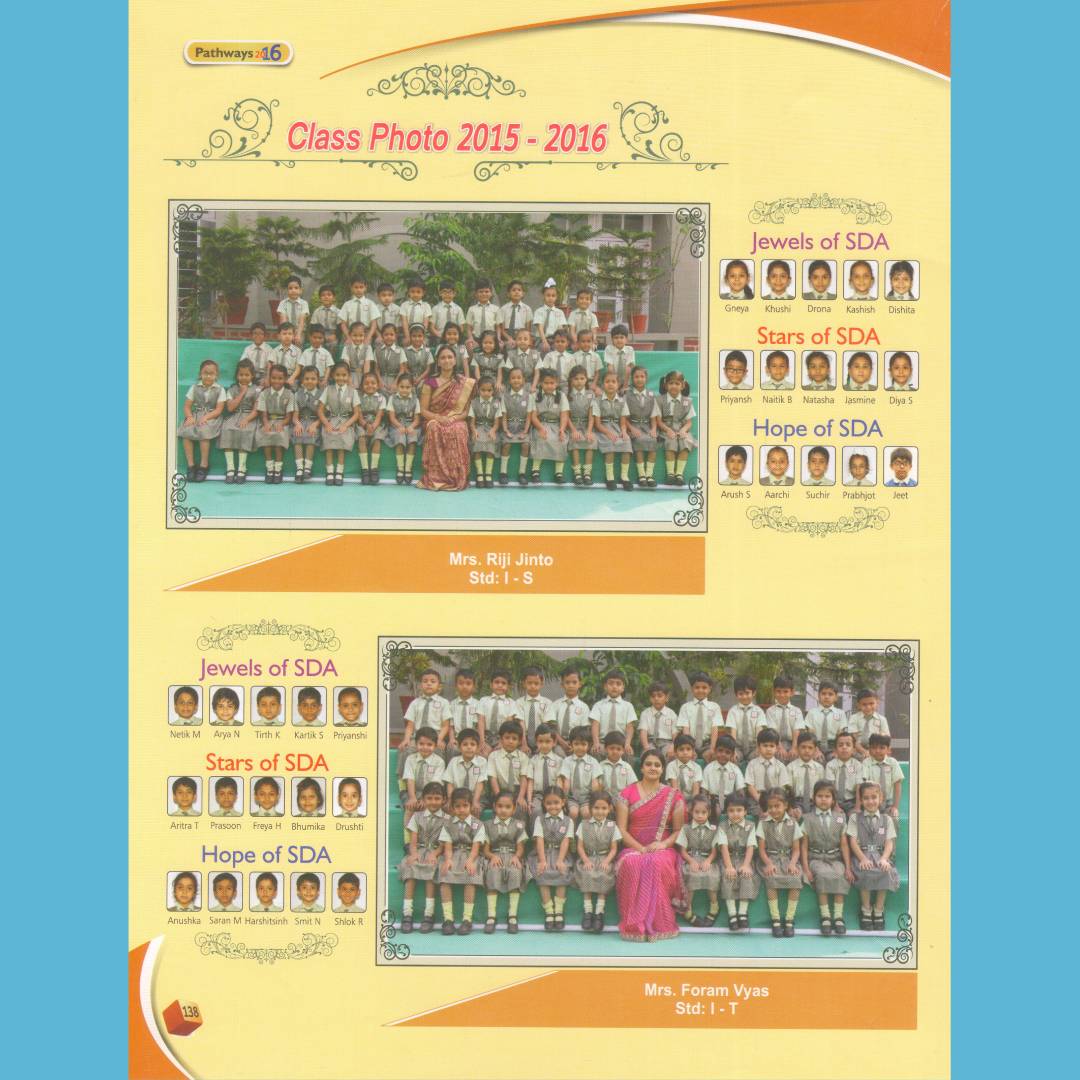 Pathways 2016
Class Photo 2015 - 2016
Jewels of SDA
Gneya Khushi Drona Kashish Dishita
Stars of SDA
Priyansh Naitik B Natasha Jasmine Diya S
Hope of SDA
Arush S Aarchi Suchir Prabhjot Jeet
Mrs. Riji Jinto
Std: I - S
Jewels of SDA
Netik M Arya N Tirth K Kartik S Priyanshi
Stars of SDA
Aritra T Prasoon Freya H Bhumika Drushti
Hope of SDA
Anushka Saran M Harshitsinh Smit N Shlok R
Mrs. Foram Vyas
Std: I - T
138